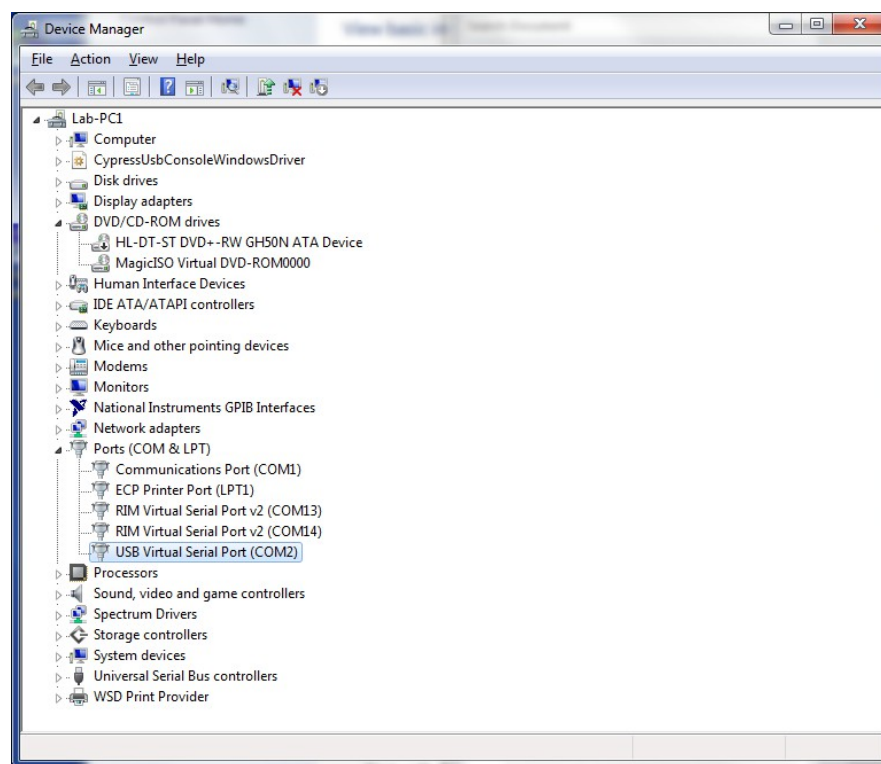 Device Manager
File Action View Help
Lab-PC1
Computer
CypressUsbConsoleWindowsDriver
Disk drives
Display adapters
DVD/CD-ROM drives
HL-DT-ST DVD+-RW GH50N ATA Device
MagicISO Virtual DVD-ROM0000
Human Interface Devices
IDE ATA/ATAPI controllers
Keyboards
Mice and other pointing devices
Modems
Monitors
National Instruments GPIB Interfaces
Network adapters
Ports (COM & LPT)
Communications Port (COM1)
ECP Printer Port (LPT1)
RIM Virtual Serial Port v2 (COM13)
RIM Virtual Serial Port v2 (COM14)
USB Virtual Serial Port (COM2)
Processors
Sound, video and game controllers
Spectrum Drivers
Storage controllers
System devices
Universal Serial Bus controllers
WSD Print Provider